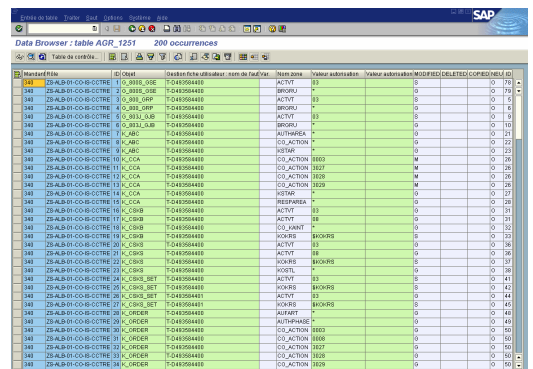 Entrée de table Traiter Saut Options Système Aide
SAP
Data Browser : table AGR_1251 200 occurrences
Table de contrôle...
Mandant Rôle ID Objet Gestion fiche utilisateur : nom de l'aut Var. Nom zone Valeur autorisation Valeur autorisation MODIFIED DELETED COPIED NEU ID
340 ZS-ALB-01-CO-IS-CCTRE 1 G_800S_GSE T-D493584400 ACTVT 03 S O 78
340 ZS-ALB-01-CO-IS-CCTRE 2 G_800S_GSE T-D493584400 BRGRU * G O 79
340 ZS-ALB-01-CO-IS-CCTRE 3 G_800_GRP T-D493584400 ACTVT 03 S O 5
340 ZS-ALB-01-CO-IS-CCTRE 4 G_800_GRP T-D493584400 BRGRU * G O 6
340 ZS-ALB-01-CO-IS-CCTRE 5 G_803J_GJB T-D493584400 ACTVT 03 S O 9
340 ZS-ALB-01-CO-IS-CCTRE 6 G_803J_GJB T-D493584400 BRGRU * G O 10
340 ZS-ALB-01-CO-IS-CCTRE 7 K_ABC T-D493584400 AUTHAREA * G O 21
340 ZS-ALB-01-CO-IS-CCTRE 8 K_ABC T-D493584400 CO_ACTION * G O 22
340 ZS-ALB-01-CO-IS-CCTRE 9 K_ABC T-D493584400 KSTAR * G O 23
340 ZS-ALB-01-CO-IS-CCTRE 10 K_CCA T-D493584400 CO_ACTION 0003 M O 26
340 ZS-ALB-01-CO-IS-CCTRE 11 K_CCA T-D493584400 CO_ACTION 3027 M O 26
340 ZS-ALB-01-CO-IS-CCTRE 12 K_CCA T-D493584400 CO_ACTION 3028 M O 26
340 ZS-ALB-01-CO-IS-CCTRE 13 K_CCA T-D493584400 CO_ACTION 3029 M O 26
340 ZS-ALB-01-CO-IS-CCTRE 14 K_CCA T-D493584400 KSTAR * G O 27
340 ZS-ALB-01-CO-IS-CCTRE 15 K_CCA T-D493584400 RESPAREA * G O 28
340 ZS-ALB-01-CO-IS-CCTRE 16 K_CSKB T-D493584400 ACTVT 03 G O 31
340 ZS-ALB-01-CO-IS-CCTRE 17 K_CSKB T-D493584400 ACTVT 08 G O 31
340 ZS-ALB-01-CO-IS-CCTRE 18 K_CSKB T-D493584400 CO_KAINT * G O 32
340 ZS-ALB-01-CO-IS-CCTRE 19 K_CSKB T-D493584400 KOKRS $KOKRS S O 33
340 ZS-ALB-01-CO-IS-CCTRE 20 K_CSKS T-D493584400 ACTVT 03 G O 36
340 ZS-ALB-01-CO-IS-CCTRE 21 K_CSKS T-D493584400 ACTVT 08 G O 36
340 ZS-ALB-01-CO-IS-CCTRE 22 K_CSKS T-D493584400 KOKRS $KOKRS S O 37
340 ZS-ALB-01-CO-IS-CCTRE 23 K_CSKS T-D493584400 KOSTL * G O 38
340 ZS-ALB-01-CO-IS-CCTRE 24 K_CSKS_SET T-D493584400 ACTVT 03 S O 41
340 ZS-ALB-01-CO-IS-CCTRE 25 K_CSKS_SET T-D493584400 KOKRS $KOKRS S O 42
340 ZS-ALB-01-CO-IS-CCTRE 26 K_CSKS_SET T-D493584401 ACTVT 03 G O 44
340 ZS-ALB-01-CO-IS-CCTRE 27 K_CSKS_SET T-D493584401 KOKRS $KOKRS S O 45
340 ZS-ALB-01-CO-IS-CCTRE 28 K_ORDER T-D493584400 AUFART * G O 48
340 ZS-ALB-01-CO-IS-CCTRE 29 K_ORDER T-D493584400 AUTHPHASE * G O 49
340 ZS-ALB-01-CO-IS-CCTRE 30 K_ORDER T-D493584400 CO_ACTION 0003 G O 50
340 ZS-ALB-01-CO-IS-CCTRE 31 K_ORDER T-D493584400 CO_ACTION 0008 G O 50
340 ZS-ALB-01-CO-IS-CCTRE 32 K_ORDER T-D493584400 CO_ACTION 3027 G O 50
340 ZS-ALB-01-CO-IS-CCTRE 33 K_ORDER T-D493584400 CO_ACTION 3028 G O 50
340 ZS-ALB-01-CO-IS-CCTRE 34 K_ORDER T-D493584400 CO_ACTION 3029 G O 50